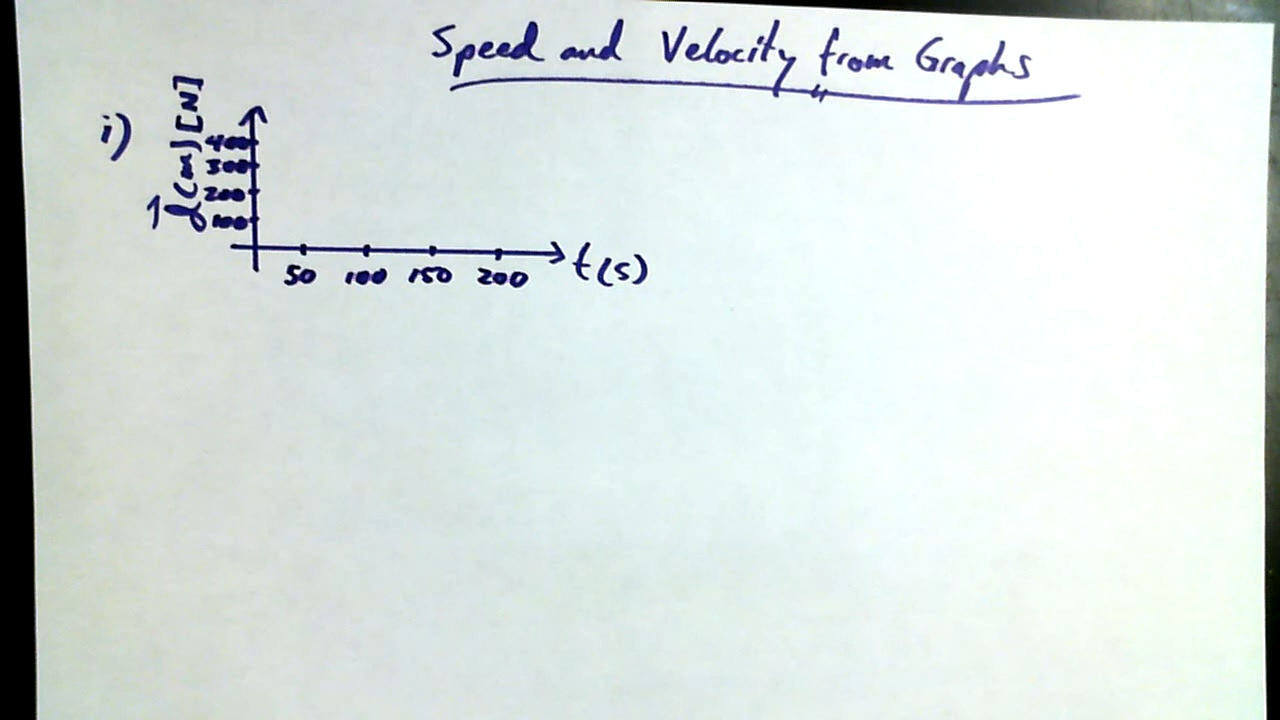 Speed and Velocity from Graphs
i)
d(m)[N]
400
300
200
100
50 100 150 200 t(s)